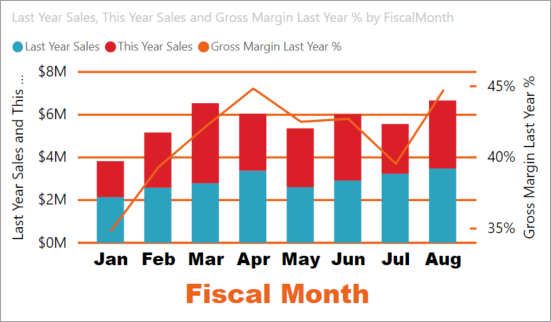 Last Year Sales, This Year Sales and Gross Margin Last Year % by FiscalMonth
Last Year Sales This Year Sales Gross Margin Last Year %
Last Year Sales and This ...
$8M
$6M
$4M
$2M
$0M
45%
40%
35%
Gross Margin Last Year %
Jan Feb Mar Apr May Jun Jul Aug
Fiscal Month